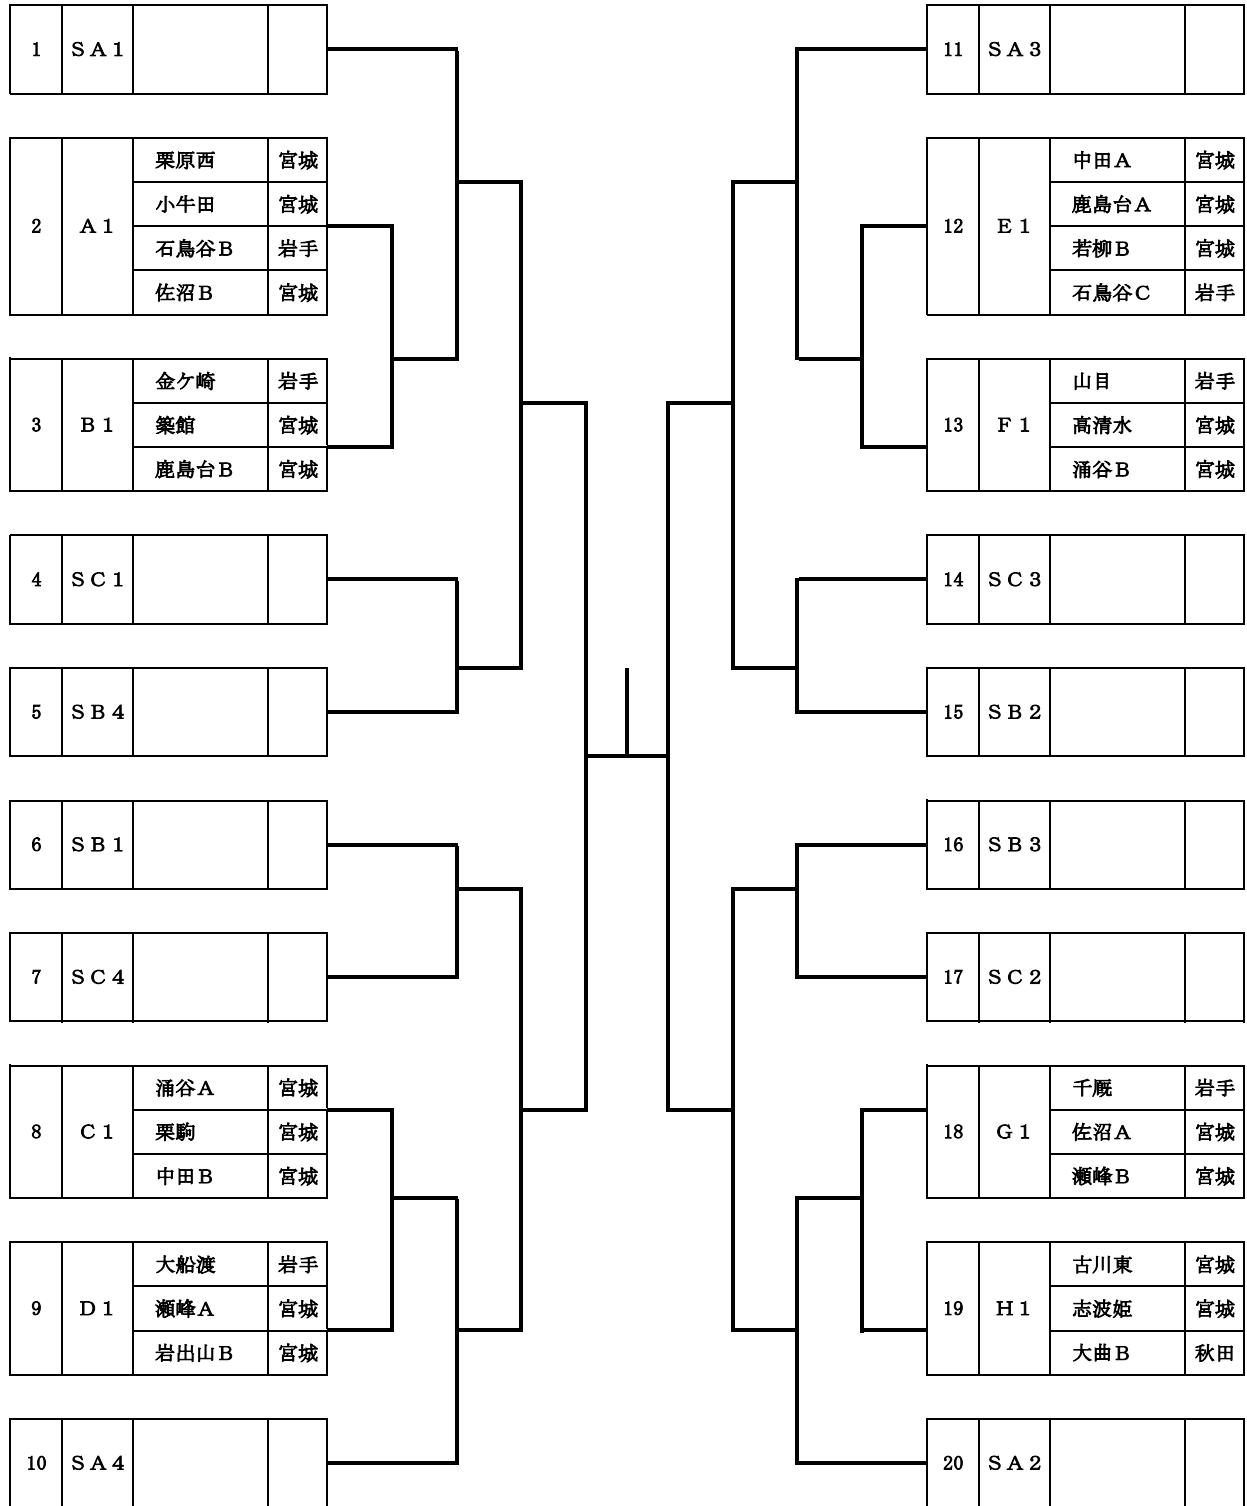 1 ＳＡ１
2 Ａ１
栗原西 宮城
小牛田 宮城
石鳥谷Ｂ 岩手
佐沼Ｂ 宮城
3 Ｂ１
金ケ崎 岩手
築館 宮城
鹿島台Ｂ 宮城
4 ＳＣ１
5 ＳＢ４
6 ＳＢ１
7 ＳＣ４
8 Ｃ１
涌谷Ａ 宮城
栗駒 宮城
中田Ｂ 宮城
9 Ｄ１
大船渡 岩手
瀬峰Ａ 宮城
岩出山Ｂ 宮城
10 ＳＡ４
11 ＳＡ３
12 Ｅ１
中田Ａ 宮城
鹿島台Ａ 宮城
若柳Ｂ 宮城
石鳥谷Ｃ 岩手
13 Ｆ１
山目 岩手
高清水 宮城
涌谷Ｂ 宮城
14 ＳＣ３
15 ＳＢ２
16 ＳＢ３
17 ＳＣ２
18 Ｇ１
千厩 岩手
佐沼Ａ 宮城
瀬峰Ｂ 宮城
19 Ｈ１
古川東 宮城
志波姫 宮城
大曲Ｂ 秋田
20 ＳＡ２